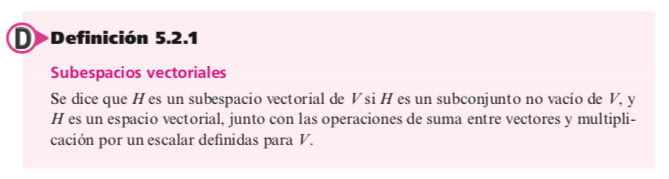 D Definición 5.2.1
Subespacios vectoriales
Se dice que H es un subespacio vectorial de V si H es un subconjunto no vacío de V, y
H es un espacio vectorial, junto con las operaciones de suma entre vectores y multipli-
cación por un escalar definidas para V.